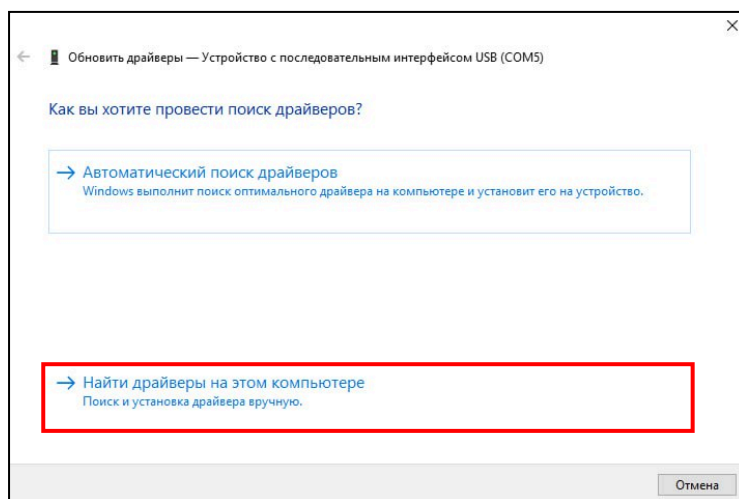 Обновить драйверы — Устройство с последовательным интерфейсом USB (COM5)
Как вы хотите провести поиск драйверов?
Автоматический поиск драйверов
Windows выполнит поиск оптимального драйвера на компьютере и установит его на устройство.
Найти драйверы на этом компьютере
Поиск и установка драйвера вручную.
Отмена